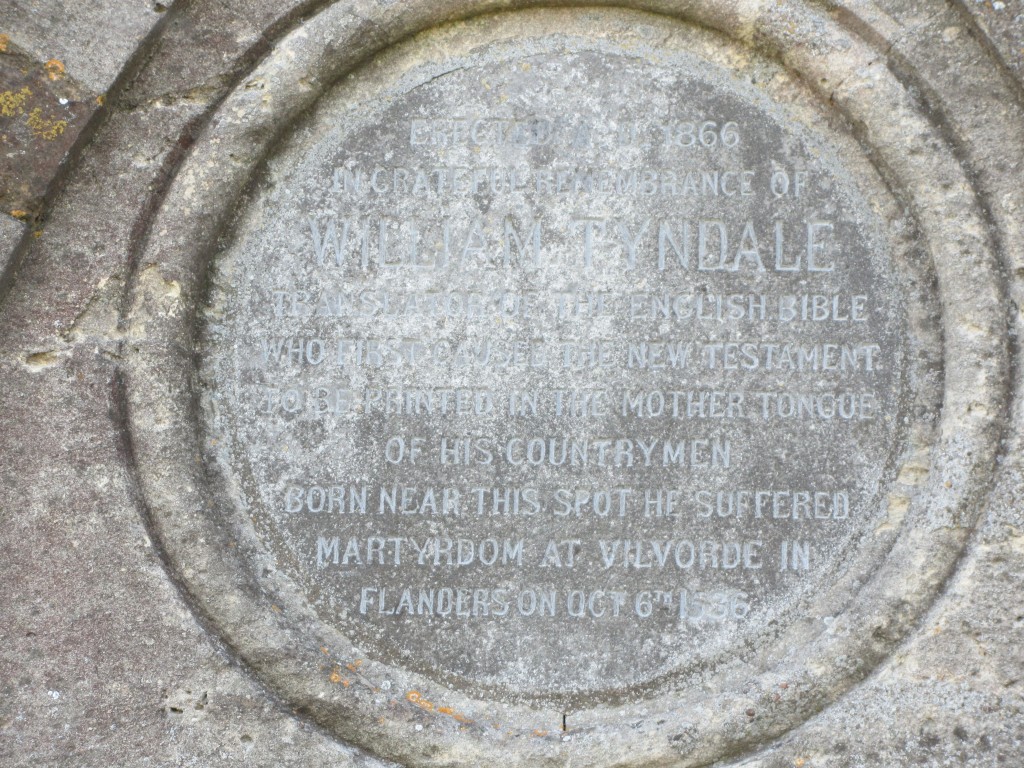 ERECTED A D 1866
IN GRATEFUL REMEMBRANCE OF
WILLIAM TYNDALE
TRANSLATOR OF THE ENGLISH BIBLE
WHO FIRST CAUSED THE NEW TESTAMENT
TO BE PRINTED IN THE MOTHER TONGUE
OF HIS COUNTRYMEN
BORN NEAR THIS SPOT HE SUFFERED
MARTYRDOM AT VILVORDE IN
FLANDERS ON OCT 6TH 1536